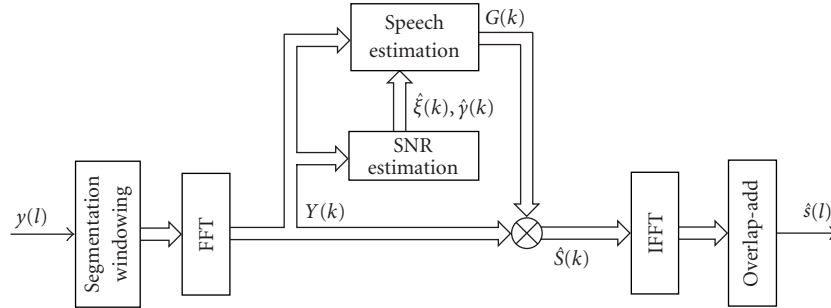 Speech
estimation
G(k)
ξ̂(k), γ̂(k)
SNR
estimation
y(l)
Segmentation
windowing
FFT
Y(k)
Ŝ(k)
IFFT
Overlap-add
ŝ(l)